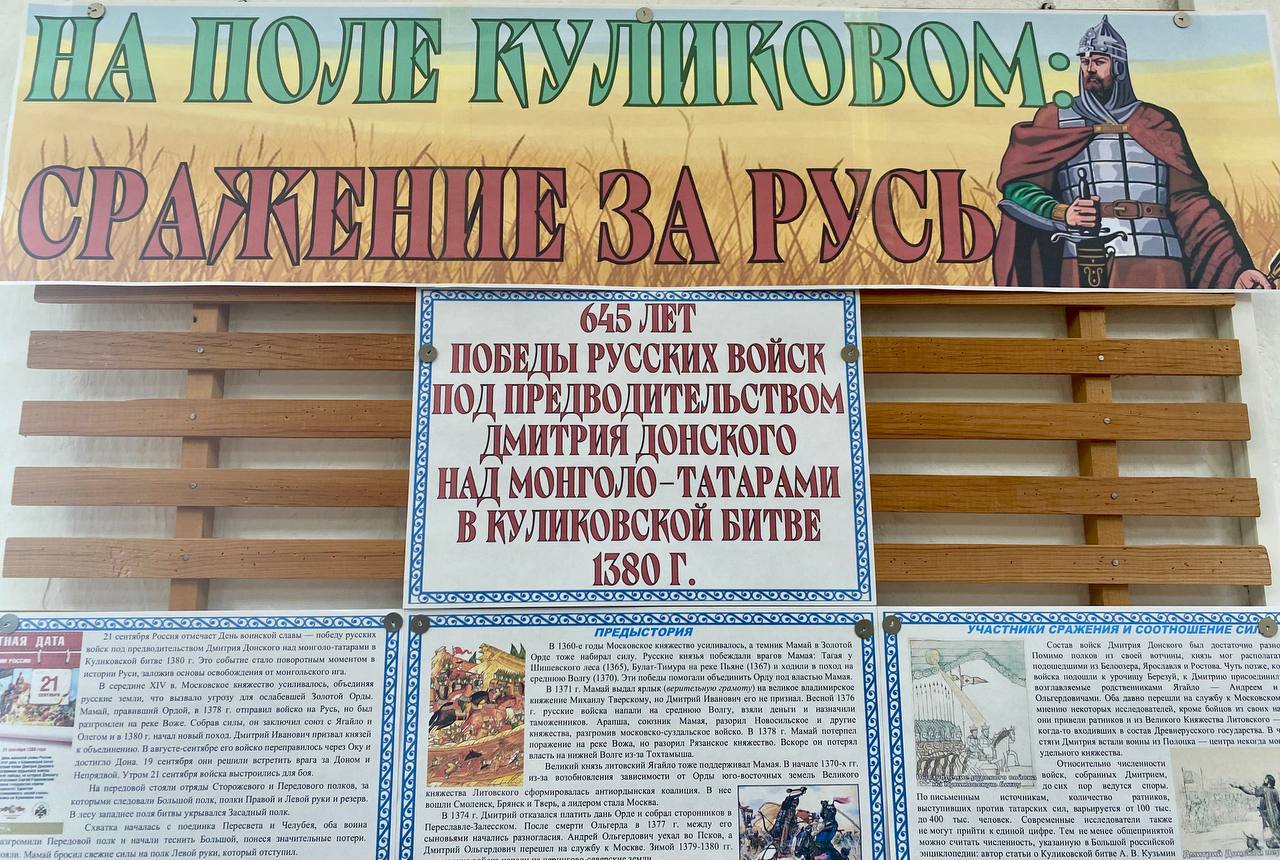 НА ПОЛЕ КУЛИКОВОМ:
СРАЖЕНИЕ ЗА РУСЬ
645 ЛЕТ
ПОБЕДЫ РУССКИХ ВОЙСК
ПОД ПРЕДВОДИТЕЛЬСТВОМ
ДМИТРИЯ ДОНСКОГО
НАД МОНГОЛО-ТАТАРАМИ
В КУЛИКОВСКОЙ БИТВЕ
1380 Г.
ТНАЯ ДАТА
21
21 сентября Россия отмечает День воинской славы — победу русских
войск под предводительством Дмитрия Донского над монголо-татарами в
Куликовской битве 1380 г. Это событие стало поворотным моментом в
истории Руси, заложив основы освобождения от монгольского ига.
В середине XIV в. Московское княжество усиливалось, объединяя
русские земли, что вызвало угрозу для ослабевшей Золотой Орды.
Мамай, правивший Ордой, в 1378 г. отправил войско на Русь, но был
разгромлен на реке Воже. Собрав силы, он заключил союз с Ягайло и
Олегом и в 1380 г. начал новый поход. Дмитрий Иванович призвал князей
к объединению. В августе-сентябре его войско переправилось через Оку и
достигло Дона. 19 сентября они решили встретить врага за Доном и
Непрядвой. Утром 21 сентября войска выстроились для боя.
На передовой стояли отряды Сторожевого и Передового полков, за
которыми следовали Большой полк, полки Правой и Левой руки и резерв.
В лесу западнее поля битвы укрывался Засадный полк.
Схватка началась с поединка Пересвета и Челубея, оба воина
разгромили Передовой полк и начали теснить Большой, понеся значительные потери.
Мамай бросил свежие силы на полк Левой руки, который отступил.
ПРЕДЫСТОРИЯ
В 1360-е годы Московское княжество усиливалось, а темник Мамай в Золотой
Орде тоже набирал силу. Русские князья побеждали врагов Мамая: Тагая у
Шишевского леса (1365), Булат-Тимура на реке Пьяне (1367) и ходили в поход на
среднюю Волгу (1370). Эти победы помогали объединить Орду под властью Мамая.
В 1371 г. Мамай выдал ярлык (верительную грамоту) на великое владимирское
княжение Михаилу Тверскому, но Дмитрий Иванович его не признал. Весной 1376
г. русские войска напали на среднюю Волгу, взяли деньги и назначили
таможенников. Арапша, союзник Мамая, разорил Новосильское и другие
княжества, разгромив московско-суздальское войско. В 1378 г. Мамай потерпел
поражение на реке Вожа, но разорил Рязанское княжество. Вскоре он потерял
власть на нижней Волге из-за Тохтамыша.
Великий князь литовский Ягайло тоже поддерживал Мамая. В начале 1370-х гг.
из-за возобновления зависимости от Орды юговосточных земель Великого
княжества Литовского сформировалась антиордынская коалиция. В нее
вошли Смоленск, Брянск и Тверь, а лидером стала Москва.
В 1374 г. Дмитрий отказался платить дань Орде и собрал сторонников в
Переславле-Залесском. После смерти Ольгерда в 1377 г. между его
сыновьями начались разногласия. Андрей Ольгердович уехал во Псков, а
Дмитрий Ольгердович перешел на службу к Москве. Зимой 1379-1380 гг.
УЧАСТНИКИ СРАЖЕНИЯ И СООТНОШЕНИЕ СИЛ
Состав войск Дмитрия Донского был достаточно разно
Помимо полков из своей вотчины, князь мог располагат
подошедшими из Белоозера, Ярославля и Ростова. Чуть позже, ко
войска подошли к урочищу Березуй, к Дмитрию присоединил
возглавляемые родственниками Ягайло — Андреем и
Ольгердовичами. Оба давно перешли на службу к Московском
мнению некоторых исследователей, кроме бойцов из своих на
они привели ратников и из Великого Княжества Литовского —
когда-то входивших в состав Древнерусского государства. В ч
стяги Дмитрия встали воины из Полоцка — центра некогда мо
удельного княжества.
Относительно численности
войск, собранных Дмитрием,
до сих пор ведутся споры.
По письменным источникам, количество ратников,
выступивших против татарских сил, варьируется от 100 тыс.
до 400 тыс. человек. Современные исследователи также
не могут прийти к единой цифре. Тем не менее общепринятой
можно считать численность, указанную в Большой российской
энциклопедии: автор статьи о Куликовской битве А. В. Кузьмин